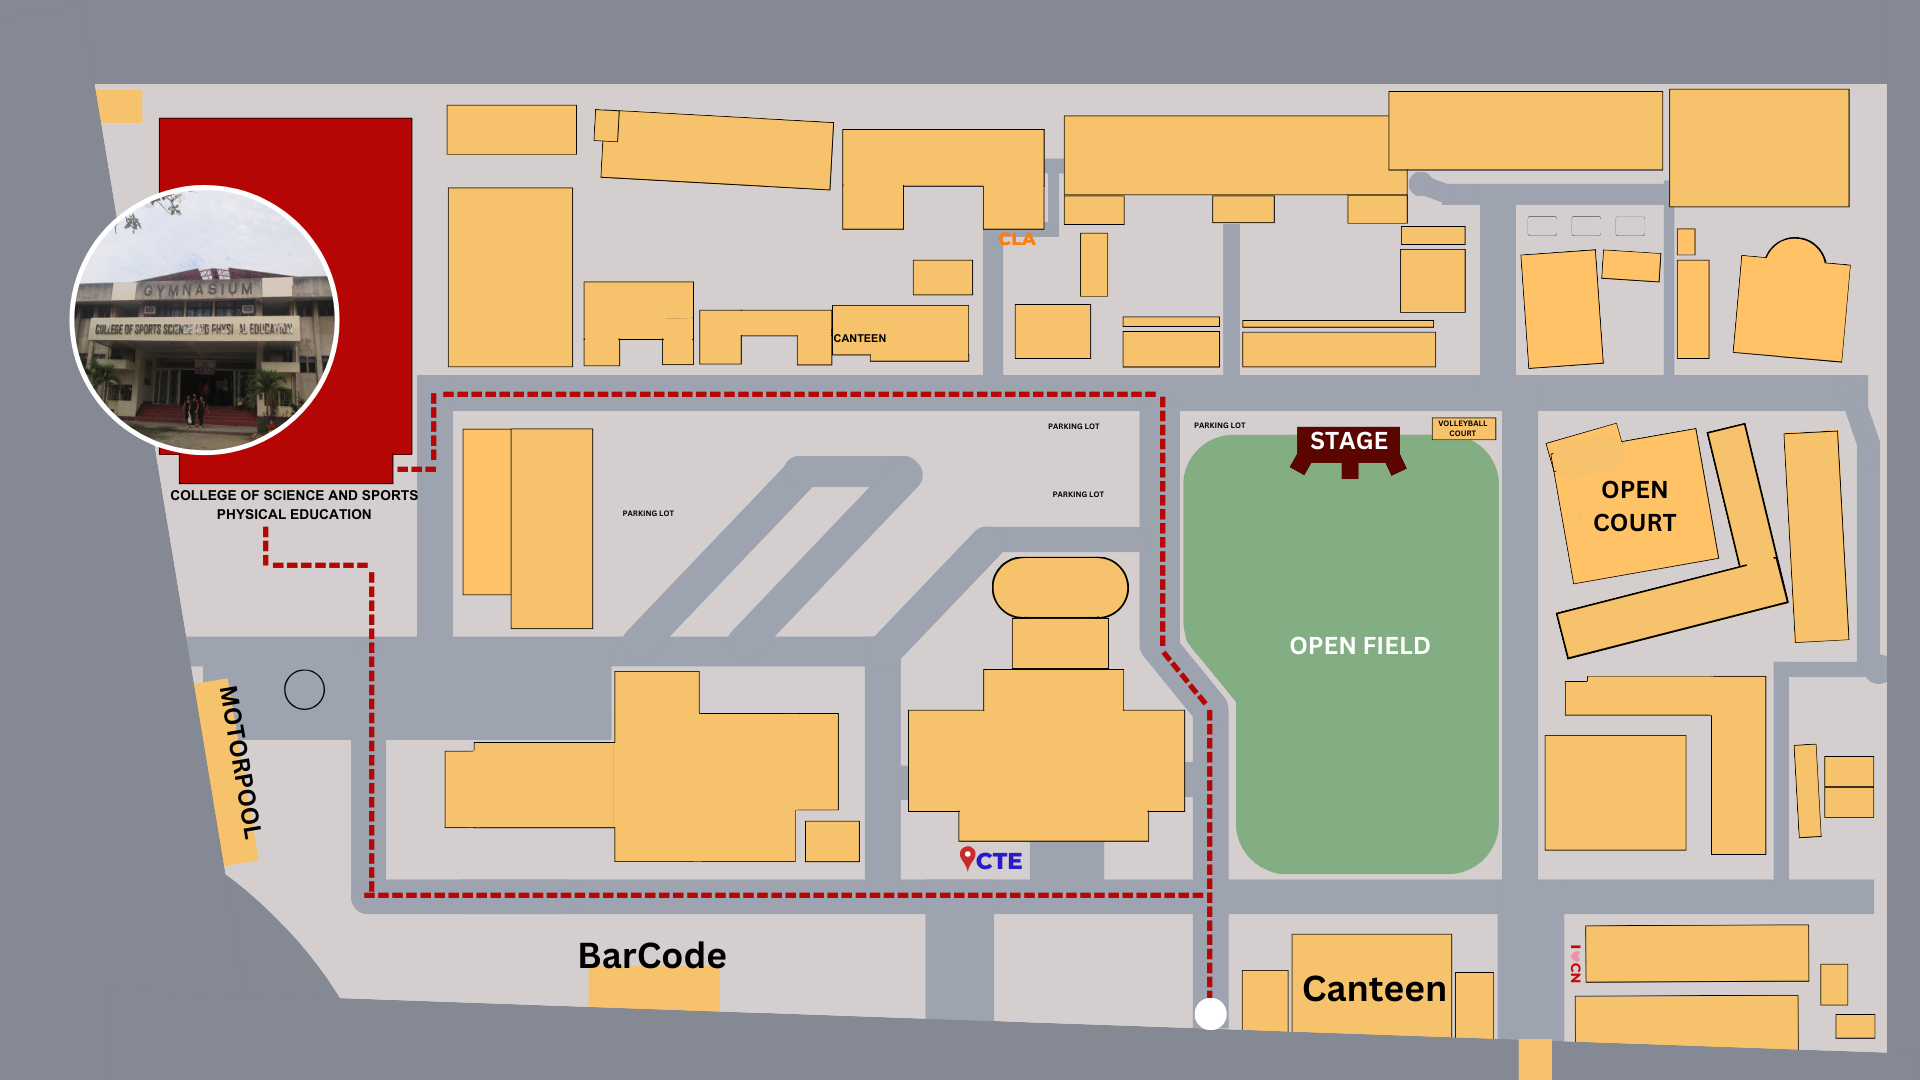 CLA
CANTEEN
GYMNASIUM
COLLEGE OF SPORTS SCIENCE AND PHYSICAL EDUCATION
PARKING LOT
PARKING LOT
STAGE
VOLLEYBALL
COURT
COLLEGE OF SCIENCE AND SPORTS
PHYSICAL EDUCATION
PARKING LOT
PARKING LOT
OPEN
COURT
OPEN FIELD
MOTORPOOL
CTE
BarCode
Canteen
I CN